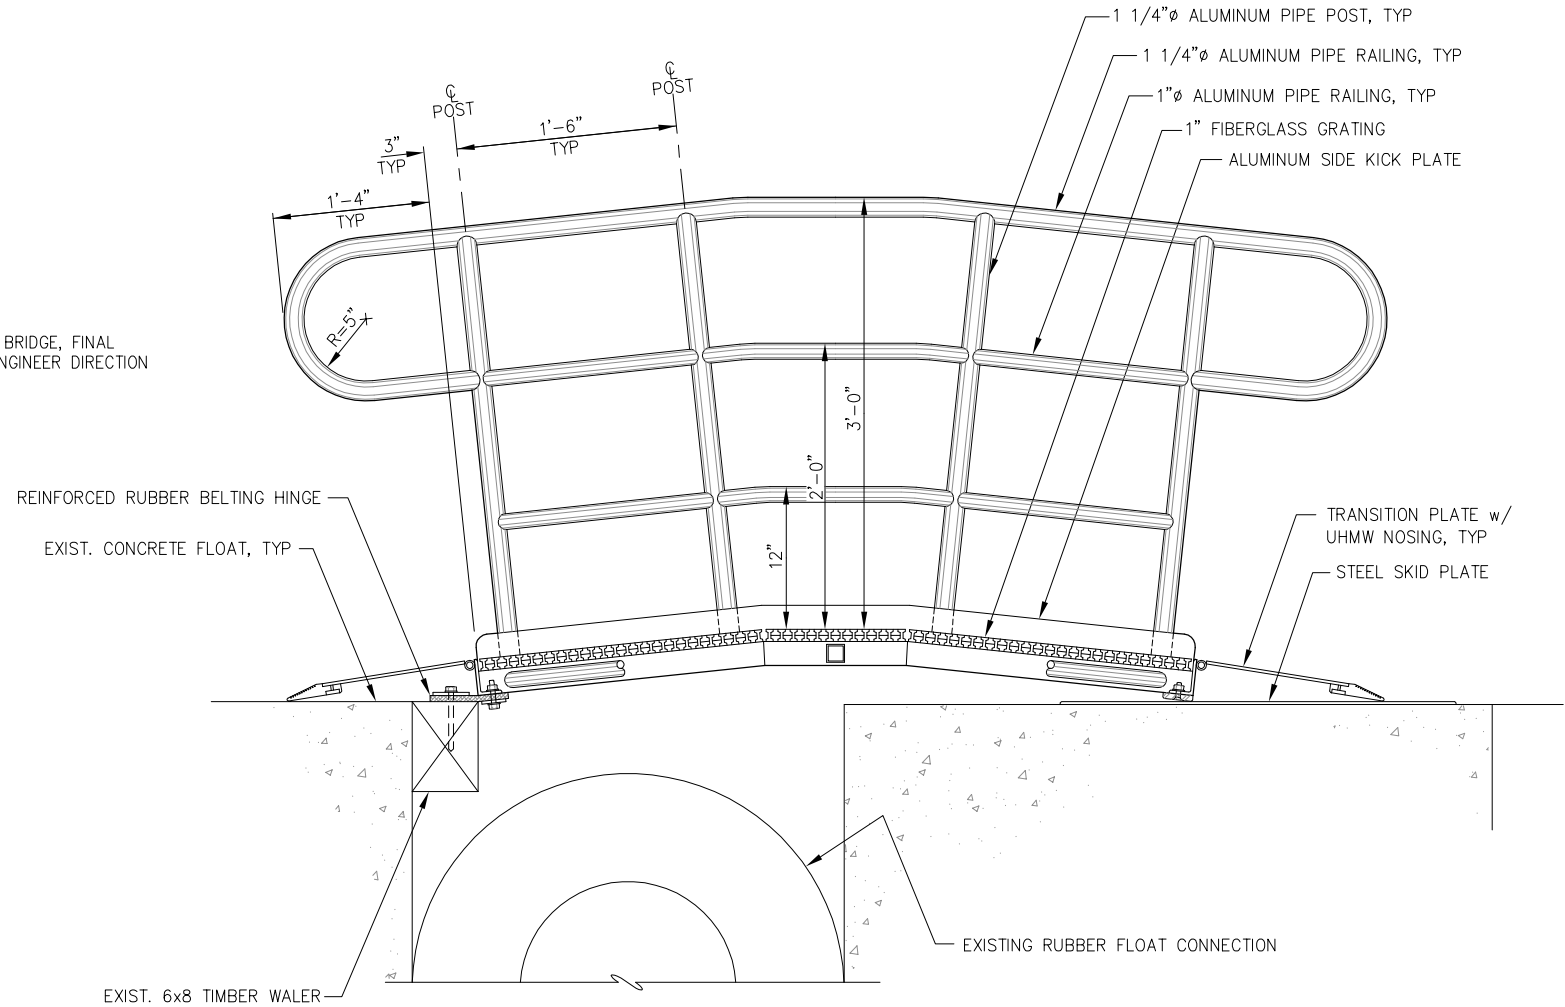 1 1/4"ø ALUMINUM PIPE POST, TYP
1 1/4"ø ALUMINUM PIPE RAILING, TYP
1"ø ALUMINUM PIPE RAILING, TYP
1" FIBERGLASS GRATING
ALUMINUM SIDE KICK PLATE
℄
POST
℄
POST
1'-6"
TYP
3"
TYP
1'-4"
TYP
R=5"
BRIDGE, FINAL
NGINEER DIRECTION
3'-0"
2'-0"
12"
REINFORCED RUBBER BELTING HINGE
EXIST. CONCRETE FLOAT, TYP
TRANSITION PLATE w/
UHMW NOSING, TYP
STEEL SKID PLATE
EXISTING RUBBER FLOAT CONNECTION
EXIST. 6x8 TIMBER WALER